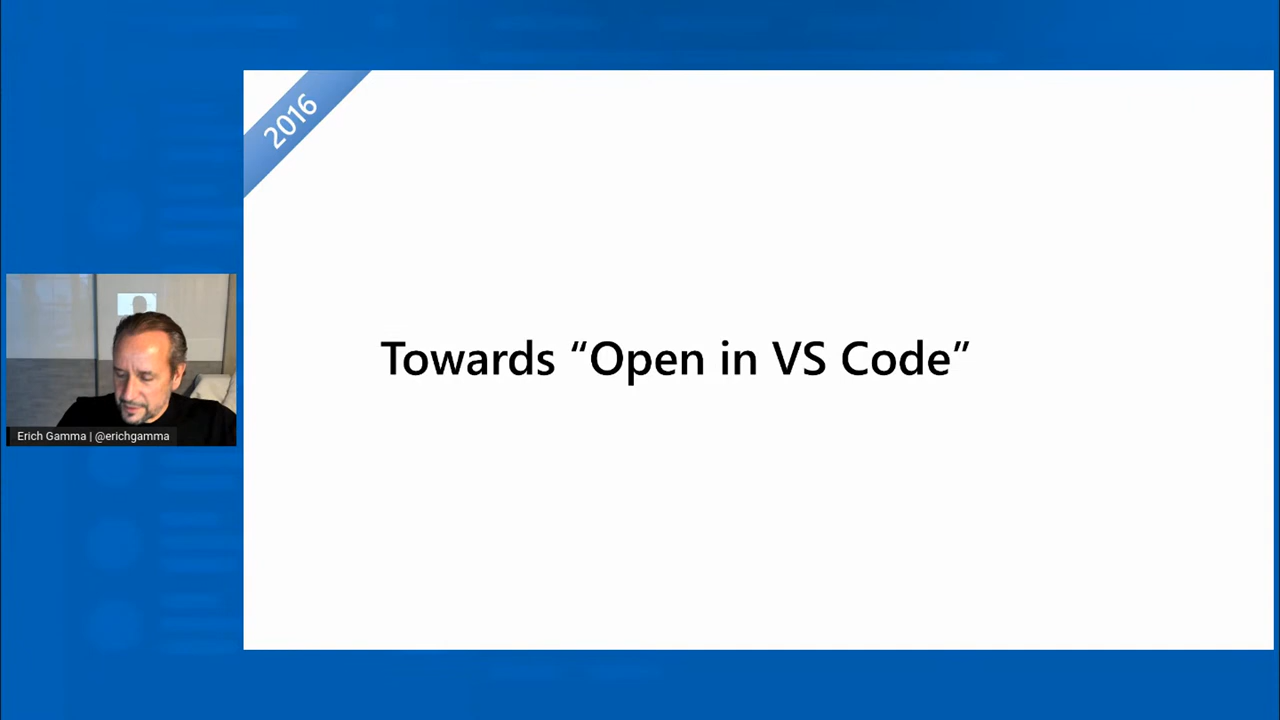 2016
Towards “Open in VS Code”
Erich Gamma | @erichgamma